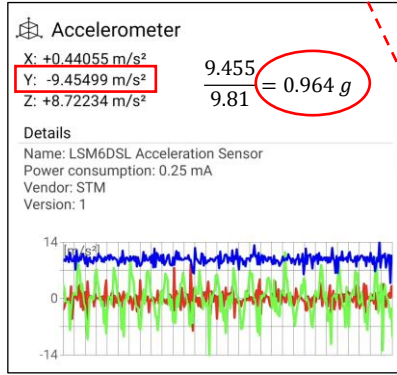 Accelerometer
X: +0.44055 m/s²
Y: -9.45499 m/s²
Z: +8.72234 m/s²
9.455
9.81
= 0.964 g
Details
Name: LSM6DSL Acceleration Sensor
Power consumption: 0.25 mA
Vendor: STM
Version: 1
14
[m/s²]
0
-14